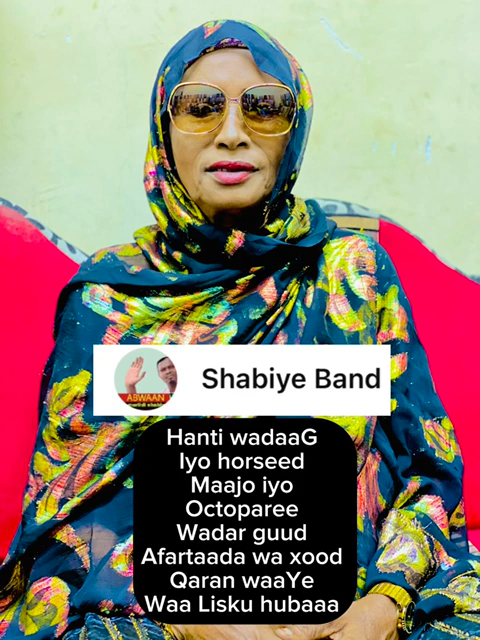 Shabiye Band
ABWAAN
Hanti wadaaG
Iyo horseed
Maajo iyo
Octoparee
Wadar guud
Afartaada wa xood
Qaran waaYe
Waa Lisku hubaaa